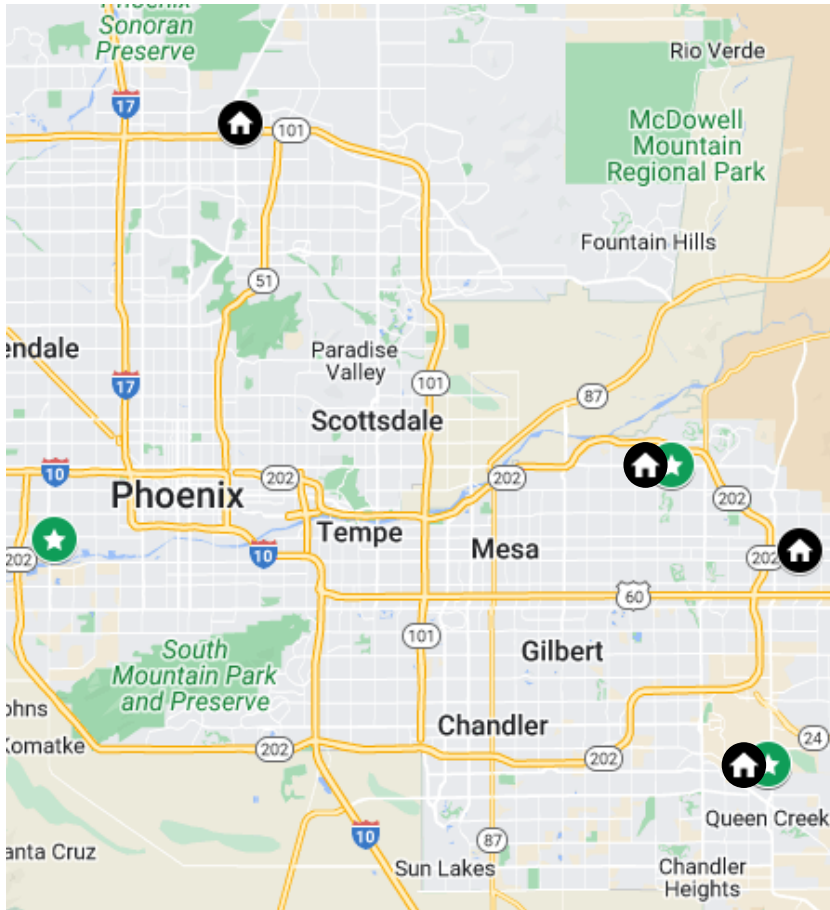 Phoenix
Sonoran
Preserve
Rio Verde
17
101
McDowell
Mountain
Regional Park
Fountain Hills
51
endale
Paradise
Valley
17
101
87
Scottsdale
10
202
202
202
Phoenix
Tempe
Mesa
202
10
202
60
101
South
Mountain Park
and Preserve
Gilbert
ohns
Komatke
Chandler
24
202
202
Queen Creek
10
87
anta Cruz
Sun Lakes
Chandler
Heights